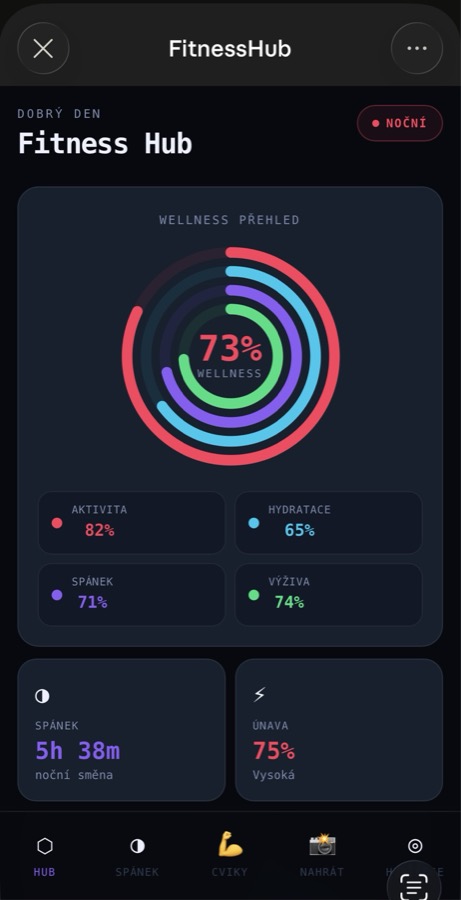 FitnessHub
DOBRÝ DEN
Fitness Hub
NOČNÍ
WELLNESS PŘEHLED
73%
WELLNESS
AKTIVITA
82%
HYDRATACE
65%
SPÁNEK
71%
VÝŽIVA
74%
SPÁNEK
5h 38m
noční směna
ÚNAVA
75%
Vysoká
HUB
SPÁNEK
CVIKY
NAHRÁT